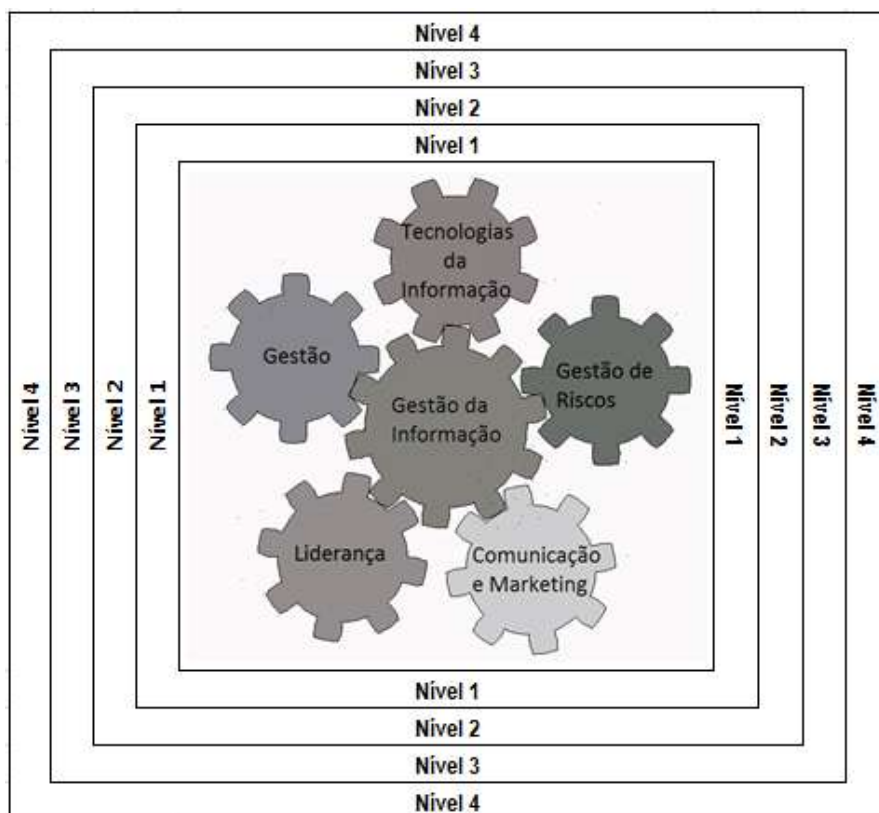 Nível 4
Nível 3
Nível 2
Nível 1
Tecnologias
da
Informação
Gestão
Gestão de
Riscos
Gestão da
Informação
Liderança
Comunicação
e Marketing
Nível 4
Nível 3
Nível 2
Nível 1
Nível 1
Nível 2
Nível 3
Nível 4
Nível 1
Nível 2
Nível 3
Nível 4